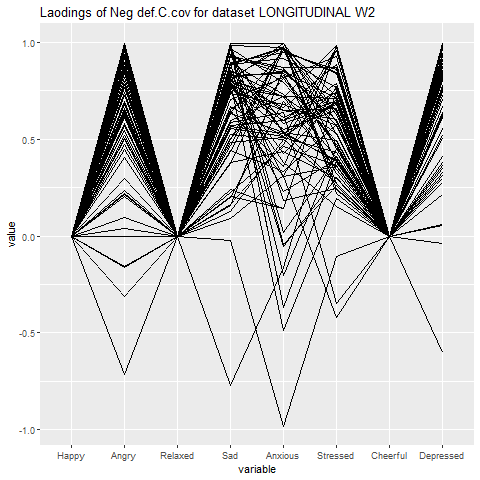 Laodings of Neg def.C.cov for dataset LONGITUDINAL W2
1.0
0.5
0.0
-0.5
-1.0
value
Happy Angry Relaxed Sad Anxious Stressed Cheerful Depressed
variable